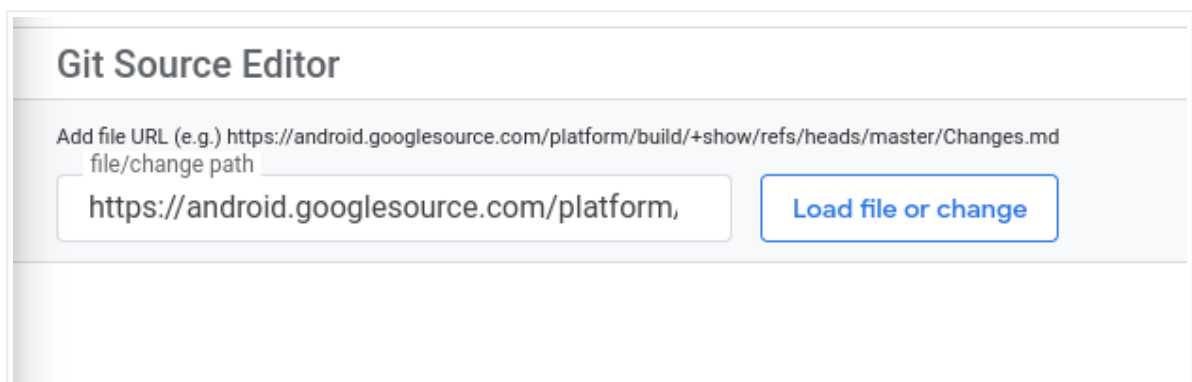 Git Source Editor
Add file URL (e.g.) https://android.googlesource.com/platform/build/+show/refs/heads/master/Changes.md
file/change path
https://android.googlesource.com/platform/
Load file or change